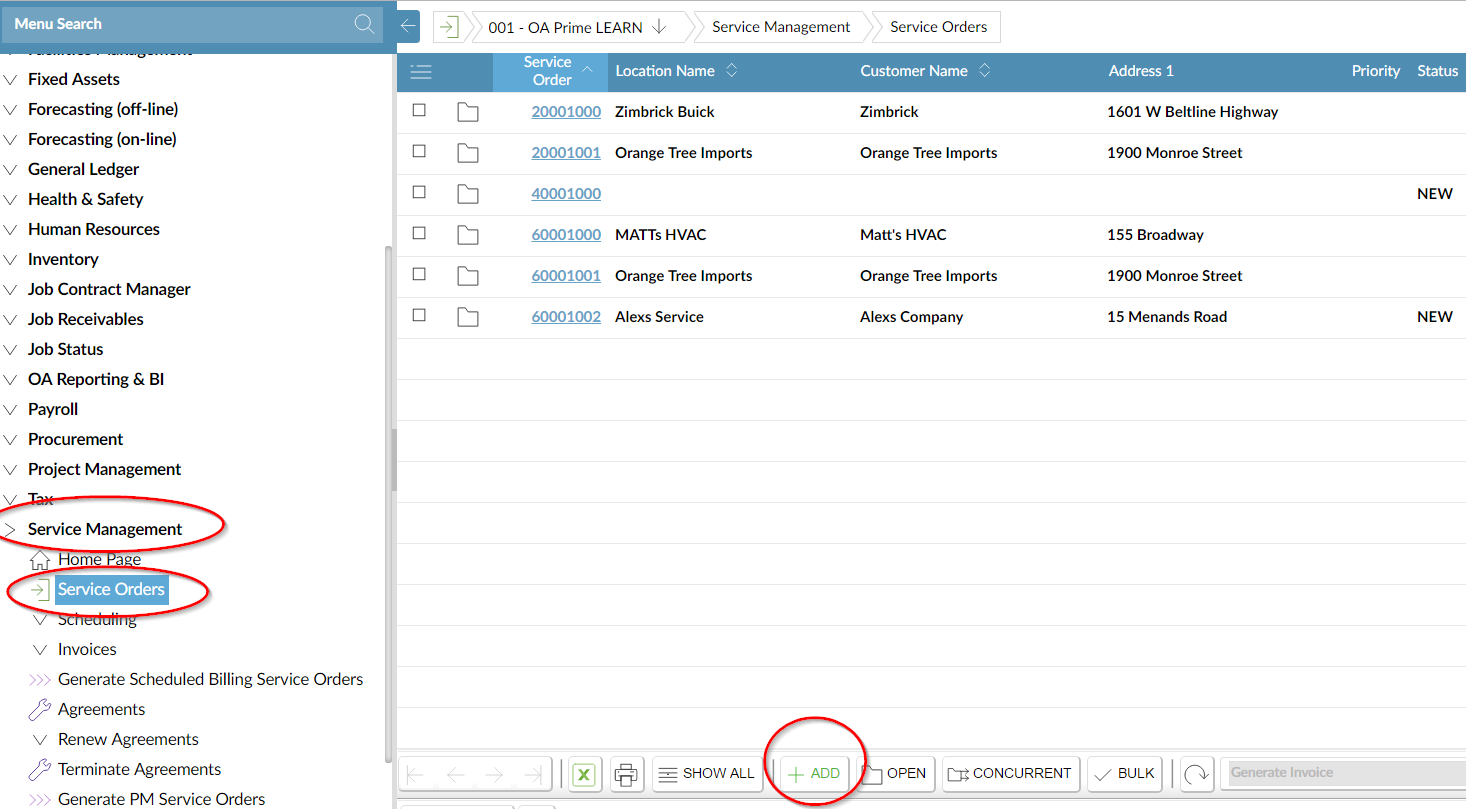 Menu Search
Facilities Management
Fixed Assets
Forecasting (off-line)
Forecasting (on-line)
General Ledger
Health & Safety
Human Resources
Inventory
Job Contract Manager
Job Receivables
Job Status
OA Reporting & BI
Payroll
Procurement
Project Management
Tax
Service Management
Home Page
Service Orders
Scheduling
Invoices
Generate Scheduled Billing Service Orders
Agreements
Renew Agreements
Terminate Agreements
Generate PM Service Orders
001 - OA Prime LEARN Service Management Service Orders
Service Order Location Name Customer Name Address 1 Priority Status
20001000 Zimbrick Buick Zimbrick 1601 W Beltline Highway
20001001 Orange Tree Imports Orange Tree Imports 1900 Monroe Street
40001000 NEW
60001000 MATTs HVAC Matt's HVAC 155 Broadway
60001001 Orange Tree Imports Orange Tree Imports 1900 Monroe Street
60001002 Alexs Service Alexs Company 15 Menands Road NEW
SHOW ALL ADD OPEN CONCURRENT BULK Generate Invoice